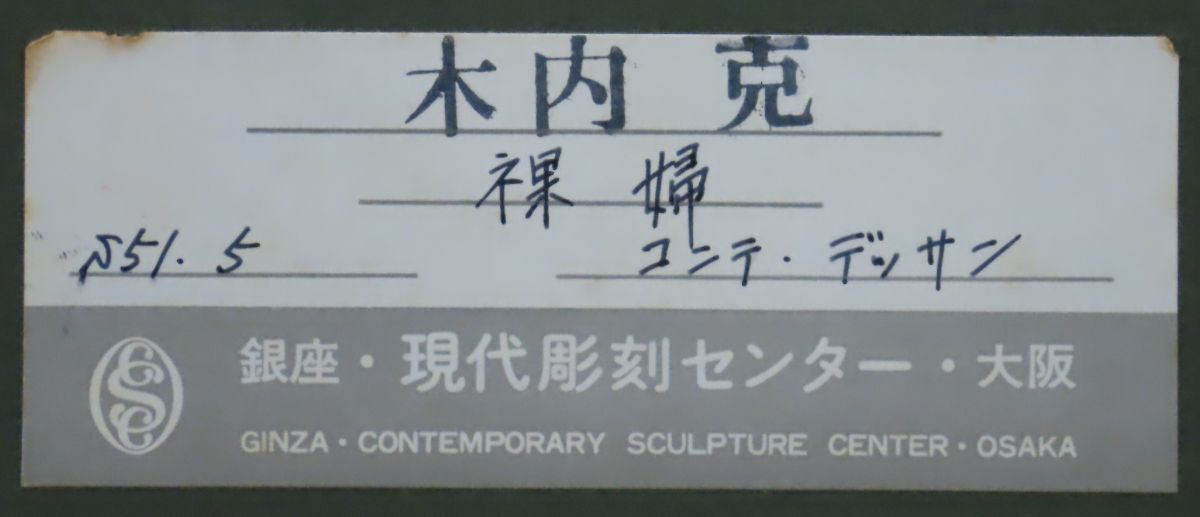 木内 克
裸 婦
S51. 5
コンテ・デッサン
銀座・現代彫刻センター・大阪
GINZA・CONTEMPORARY SCULPTURE CENTER・OSAKA